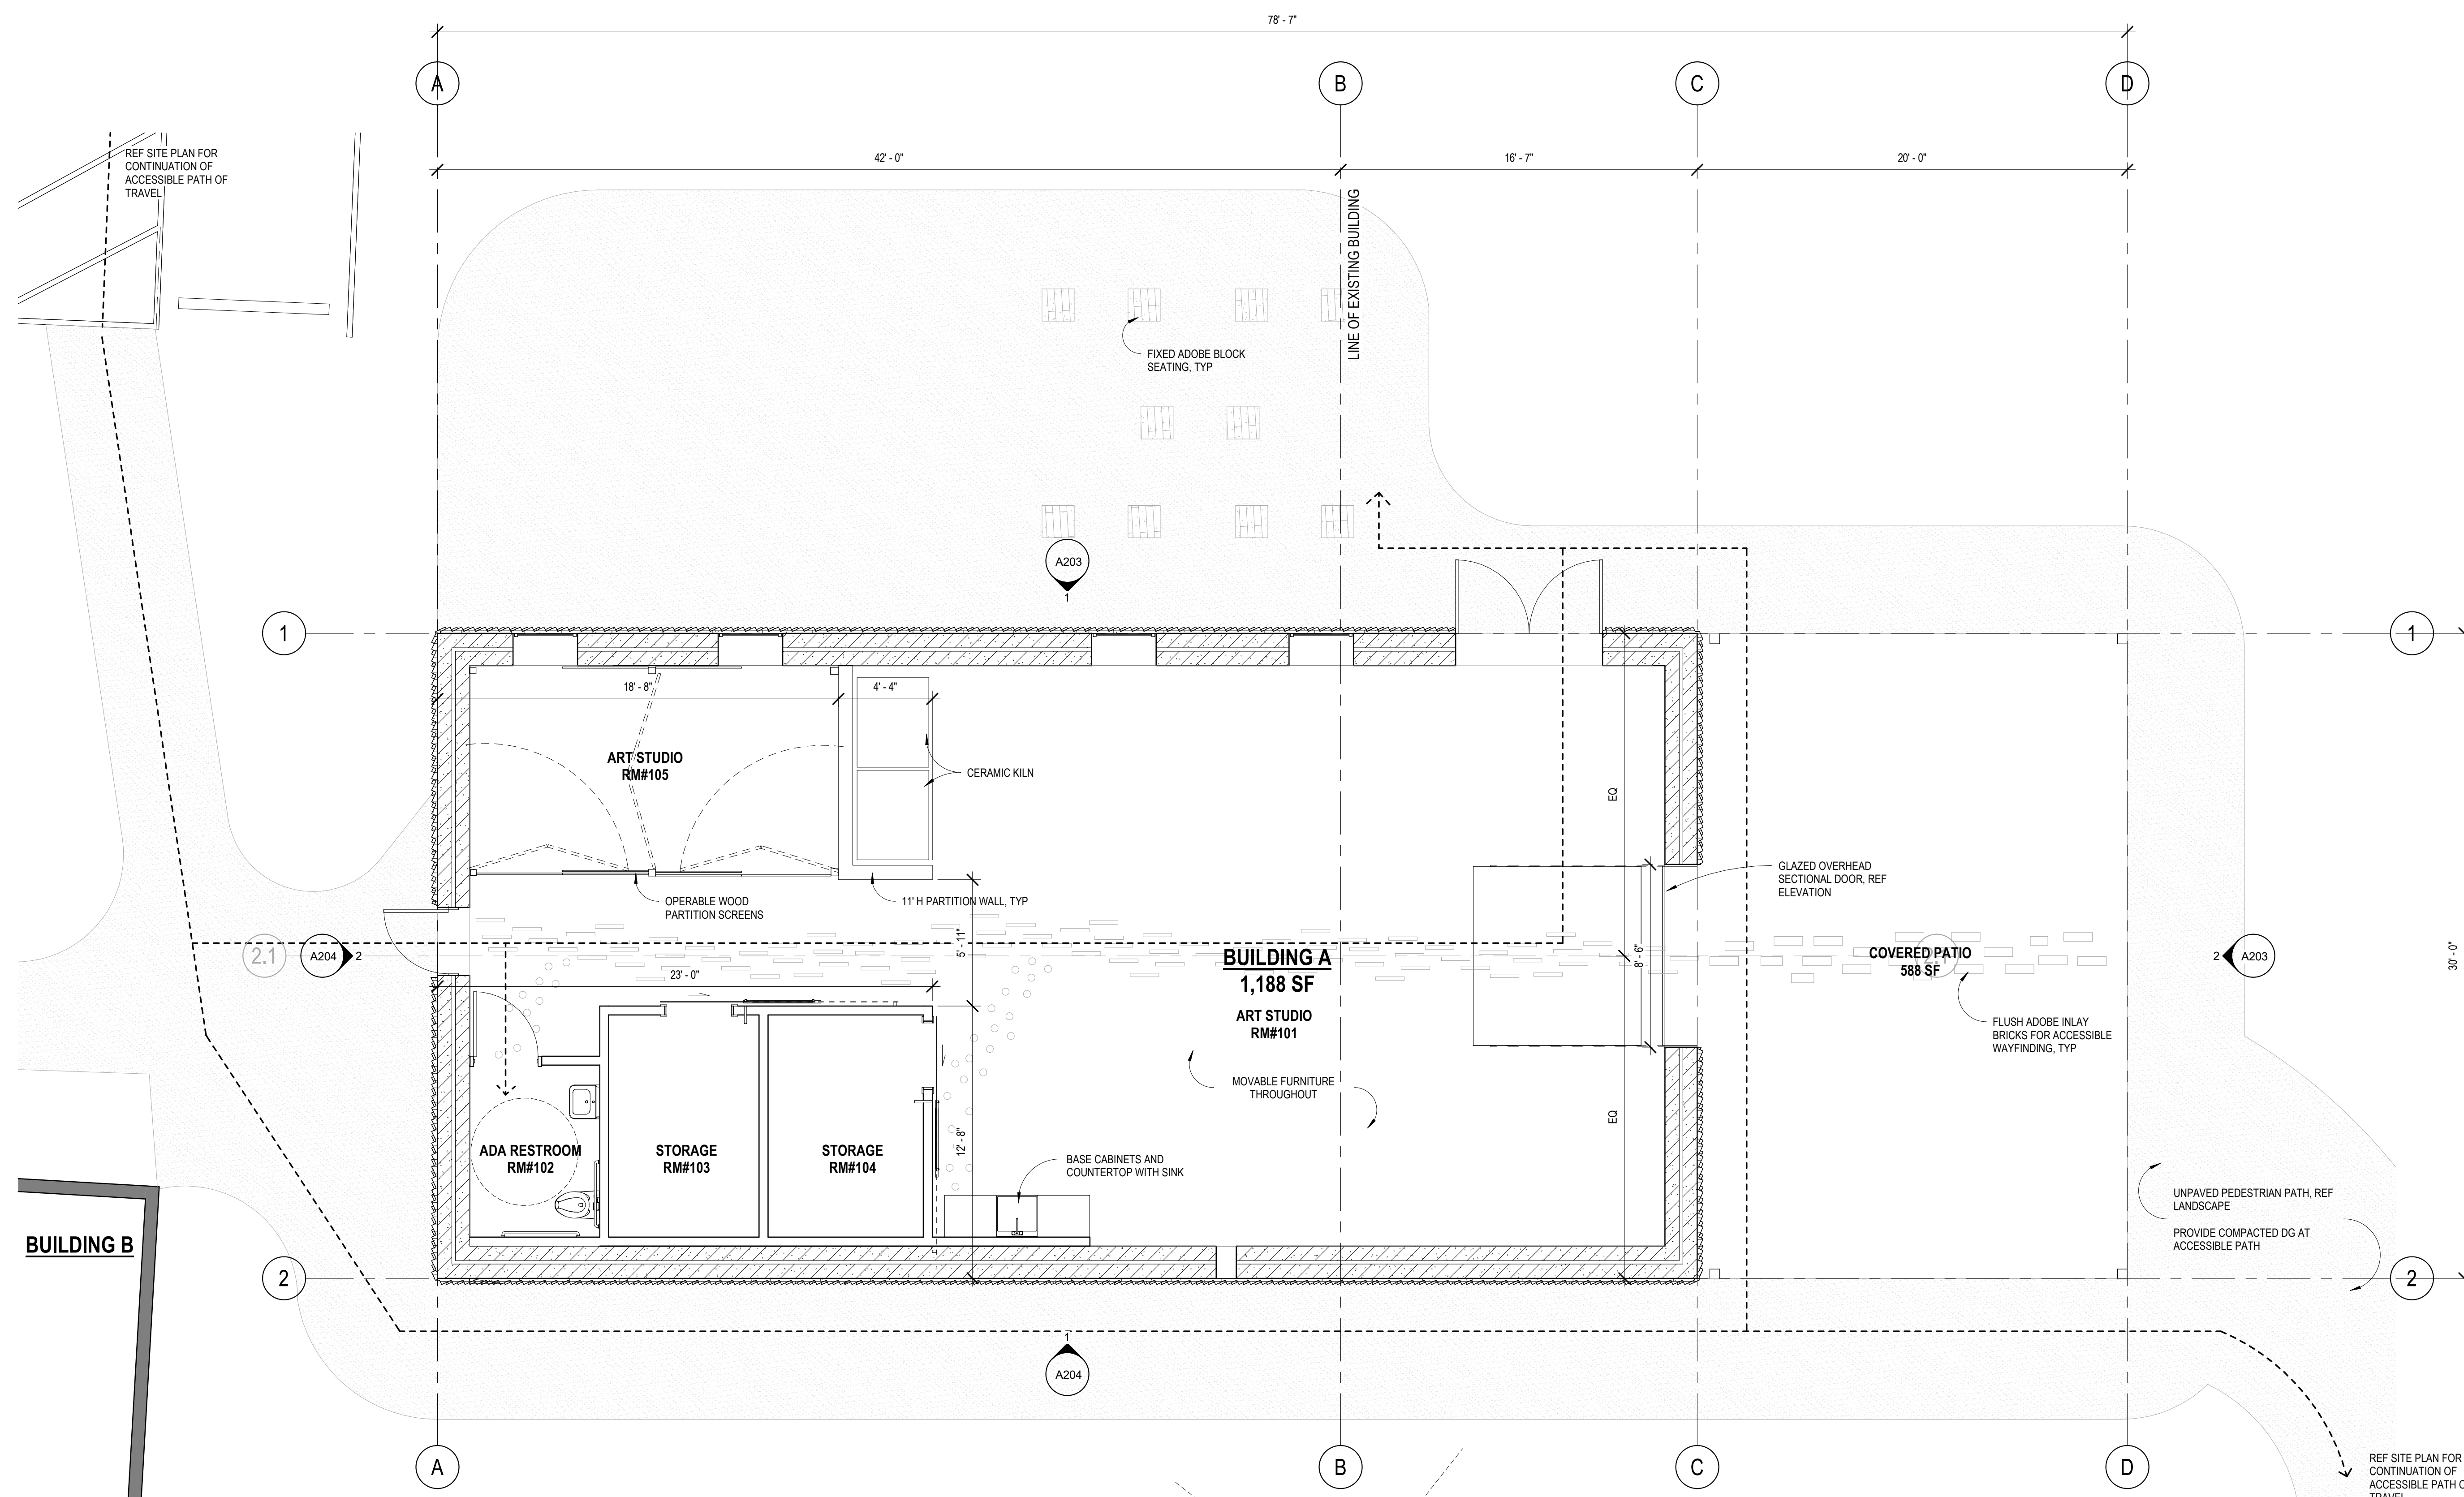 78' - 7"
A
B
C
D
REF SITE PLAN FOR
CONTINUATION OF
ACCESSIBLE PATH OF
TRAVEL
42' - 0"
16' - 7"
20' - 0"
LINE OF EXISTING BUILDING
FIXED ADOBE BLOCK
SEATING, TYP
A203
1
1
1
18' - 8"
4' - 4"
ART STUDIO
RM#105
CERAMIC KILN
EQ
GLAZED OVERHEAD
SECTIONAL DOOR, REF
ELEVATION
OPERABLE WOOD
PARTITION SCREENS
11' H PARTITION WALL, TYP
2.1
A204
2
5' - 11"
23' - 0"
BUILDING A
1,188 SF
ART STUDIO
RM#101
8' - 6"
COVERED PATIO
588 SF
2.1
2
A203
30' - 0"
FLUSH ADOBE INLAY
BRICKS FOR ACCESSIBLE
WAYFINDING, TYP
MOVABLE FURNITURE
THROUGHOUT
EQ
ADA RESTROOM
RM#102
STORAGE
RM#103
STORAGE
RM#104
12' - 8"
BASE CABINETS AND
COUNTERTOP WITH SINK
UNPAVED PEDESTRIAN PATH, REF
LANDSCAPE
PROVIDE COMPACTED DG AT
ACCESSIBLE PATH
BUILDING B
2
2
1
A204
A
B
C
D
REF SITE PLAN FOR
CONTINUATION OF
ACCESSIBLE PATH
TRAVEL